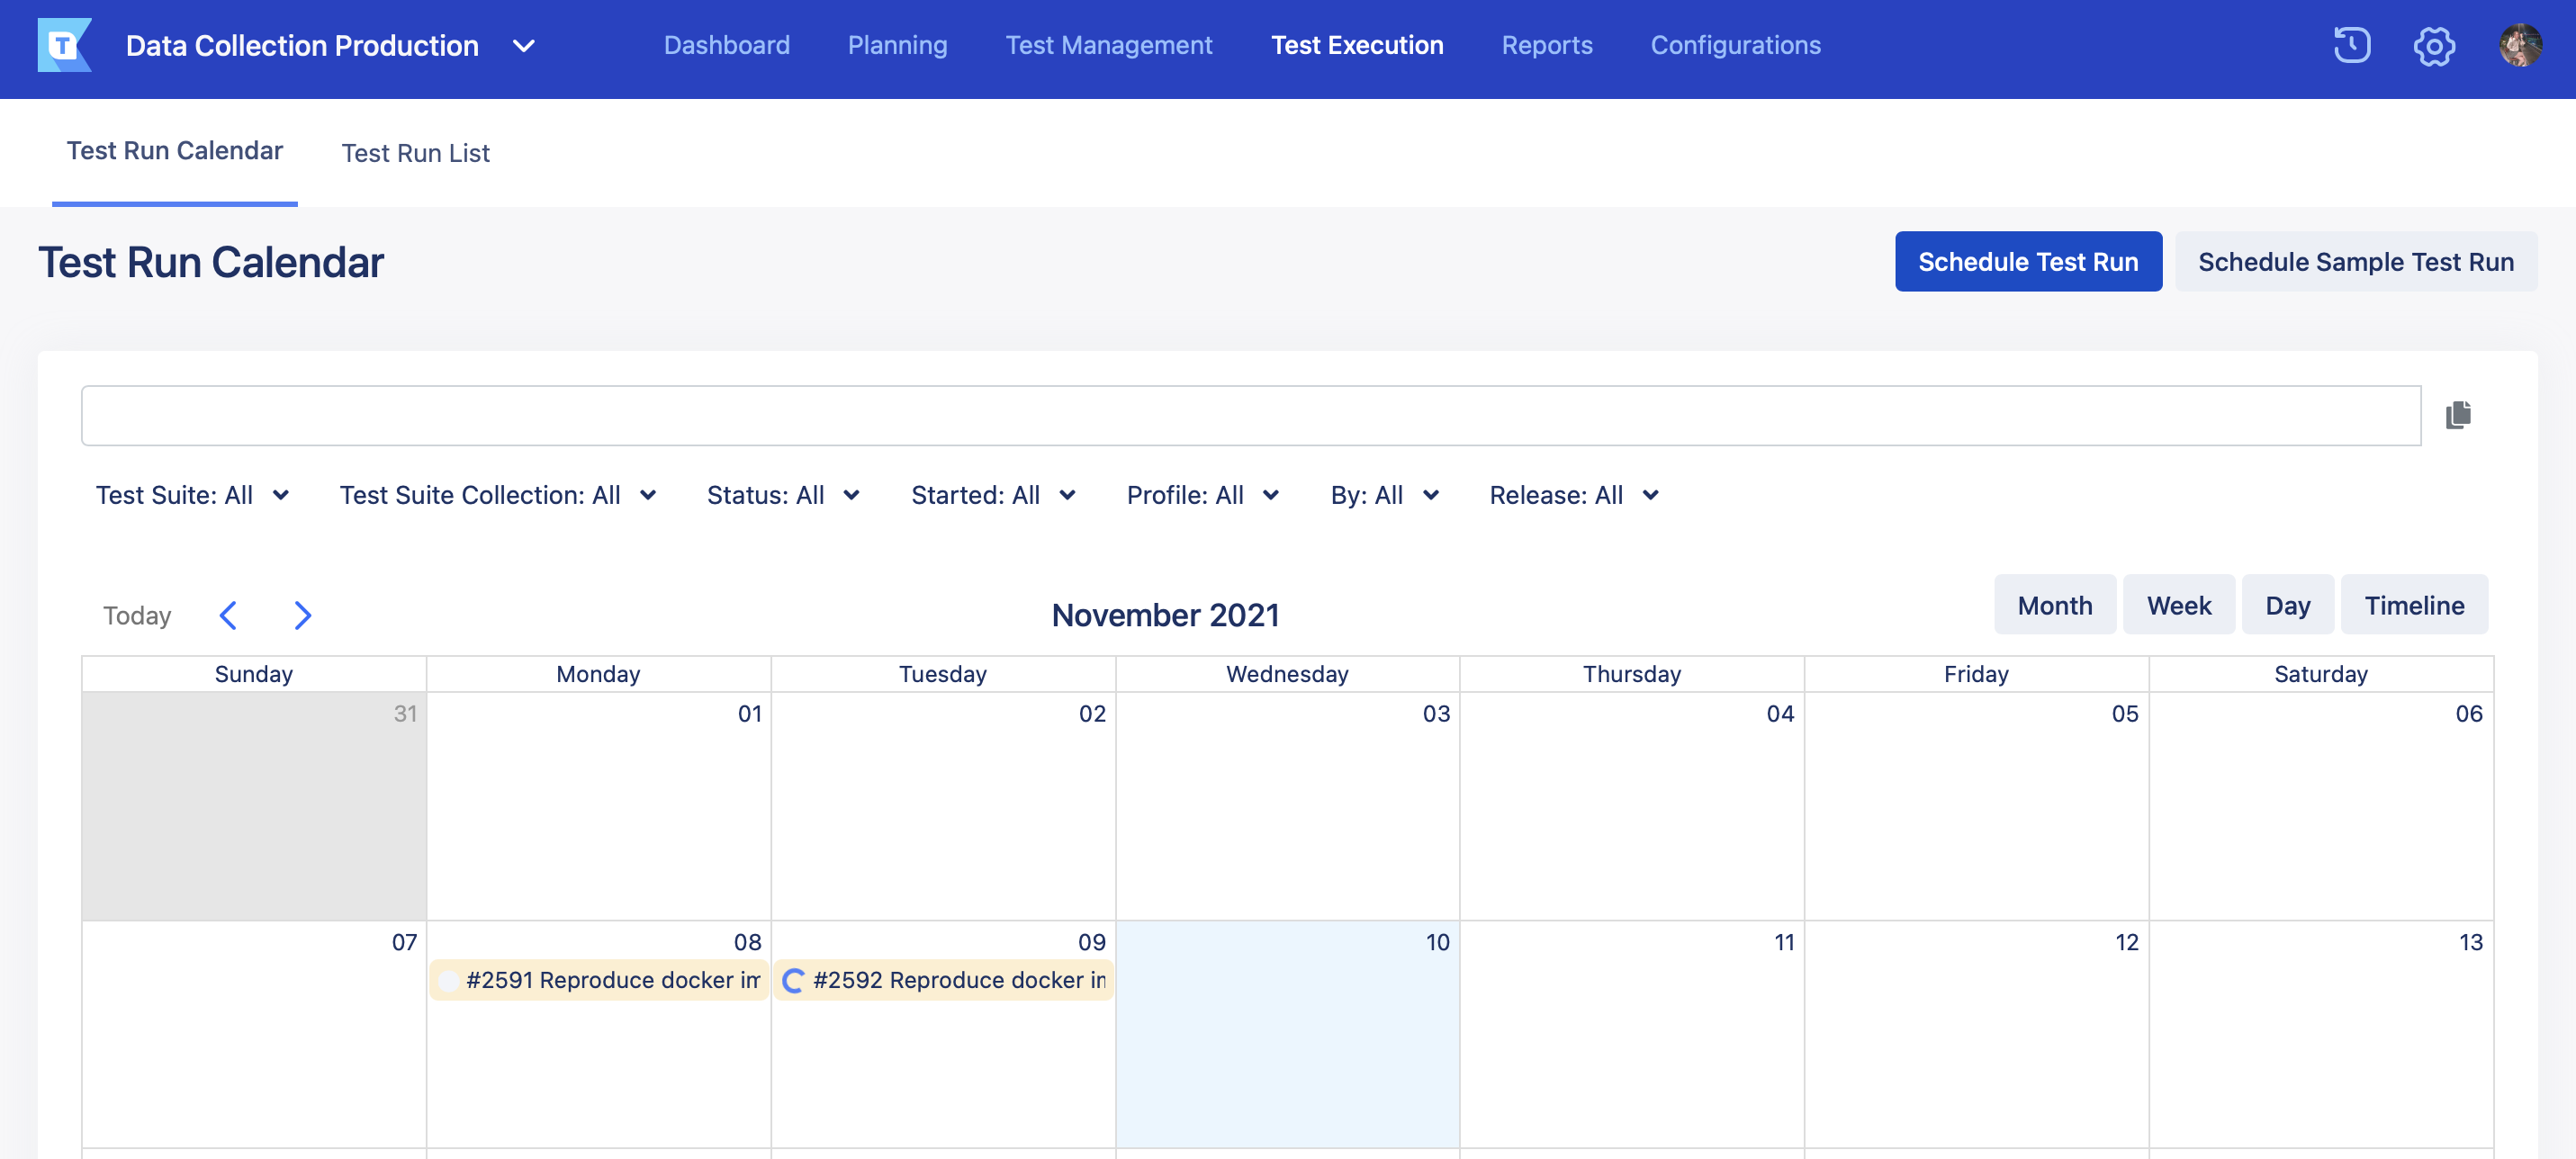 T Data Collection Production Dashboard Planning Test Management Test Execution Reports Configurations
Test Run Calendar Test Run List
Test Run Calendar Schedule Test Run Schedule Sample Test Run
Test Suite: All Test Suite Collection: All Status: All Started: All Profile: All By: All Release: All
Today November 2021 Month Week Day Timeline
Sunday Monday Tuesday Wednesday Thursday Friday Saturday
31 01 02 03 04 05 06
07 08 09 10 11 12 13
#2591 Reproduce docker im #2592 Reproduce docker in